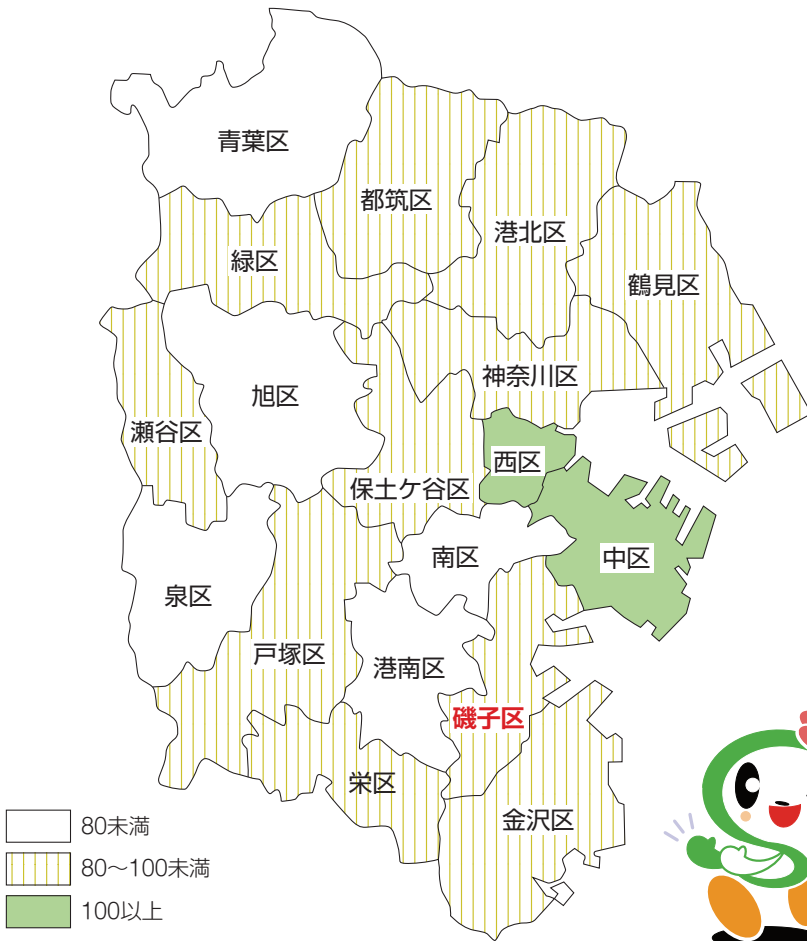 青葉区
都筑区
港北区
緑区
鶴見区
神奈川区
旭区
瀬谷区
西区
保土ケ谷区
南区
中区
泉区
戸塚区
港南区
磯子区
栄区
金沢区
80未満
80～100未満
100以上